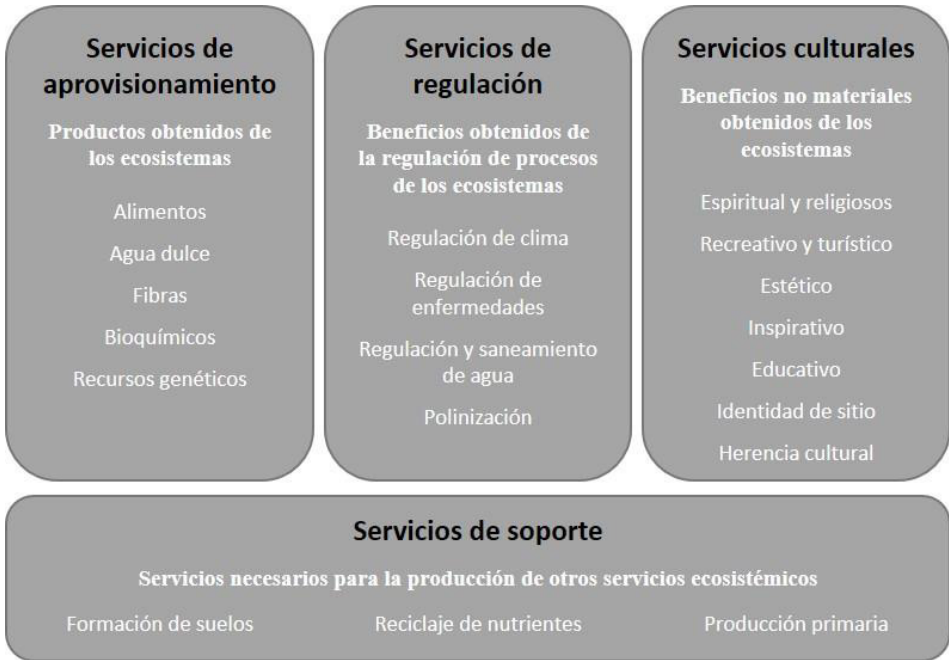 Servicios de
aprovisionamiento
Productos obtenidos de
los ecosistemas
Alimentos
Agua dulce
Fibras
Bioquímicos
Recursos genéticos
Servicios de
regulación
Beneficios obtenidos de
la regulación de procesos
de los ecosistemas
Regulación de clima
Regulación de
enfermedades
Regulación y saneamiento
de agua
Polinización
Servicios culturales
Beneficios no materiales
obtenidos de los
ecosistemas
Espiritual y religiosos
Recreativo y turístico
Estético
Inspirativo
Educativo
Identidad de sitio
Herencia cultural
Servicios de soporte
Servicios necesarios para la producción de otros servicios ecosistémicos
Formación de suelos
Reciclaje de nutrientes
Producción primaria